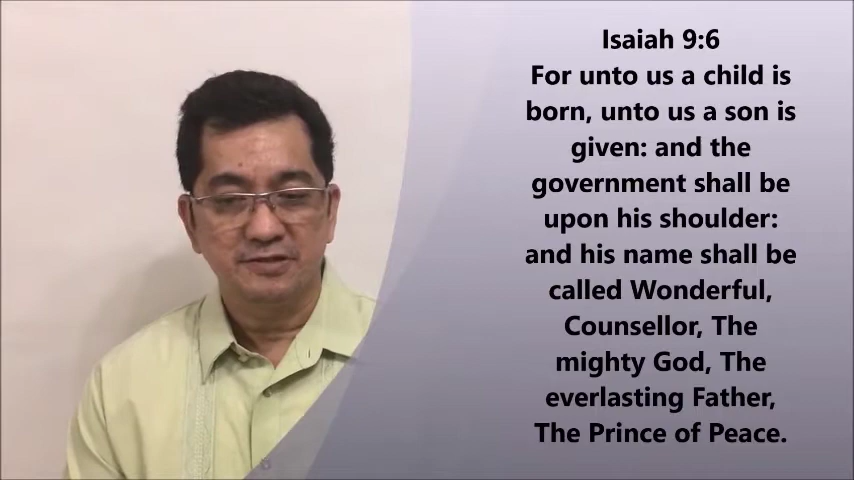 Isaiah 9:6
For unto us a child is
born, unto us a son is
given: and the
government shall be
upon his shoulder:
and his name shall be
called Wonderful,
Counsellor, The
mighty God, The
everlasting Father,
The Prince of Peace.